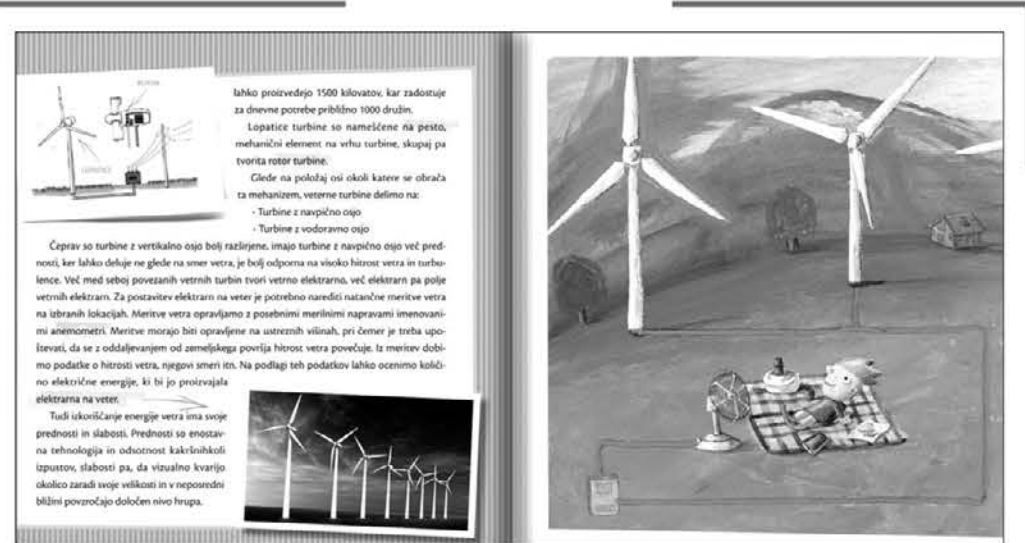 ROTOR
LOPATICE
lahko proizvedejo 1500 kilovatov, kar zadostuje
za dnevne potrebe približno 1000 družin.
Lopatice turbine so nameščene na pesto,
mehanični element na vrhu turbine, skupaj pa
tvorita rotor turbine.
Glede na položaj osi okoli katere se obrača
ta mehanizem, veterne turbine delimo na:
- Turbine z navpično osjo
- Turbine z vodoravno osjo
Čeprav so turbine z vertikalno osjo bolj razširjene, imajo turbine z navpično osjo več pred-
nosti, ker lahko deluje ne glede na smer vetra, je bolj odporna na visoko hitrost vetra in turbu-
lence. Več med seboj povezanih vetrnih turbin tvori vetrno elektrarno, več elektrarn pa polje
vetrnih elektrarn. Za postavitev elektrarn na veter je potrebno narediti natančne meritve vetra
na izbranih lokacijah. Meritve vetra opravljamo z posebnimi merilnimi napravami imenovani-
mi anemometri. Meritve morajo biti opravljene na ustreznih višinah, pri čemer je treba upo-
števati, da se z oddaljevanjem od zemeljskega površja hitrost vetra povečuje. Iz meritev dobi-
mo podatke o hitrosti vetra, njegovi smeri itn. Na podlagi teh podatkov lahko ocenimo količi-
no električne energije, ki bi jo proizvajala
elektrarna na veter.
Tudi izkoriščanje energije vetra ima svoje
prednosti in slabosti. Prednosti so enostav-
na tehnologija in odsotnost kakršnihkoli
izpustov, slabosti pa, da vizualno kvarijo
okolico zaradi svoje velikosti in v neposredni
bližini povzročajo določen nivo hrupa.